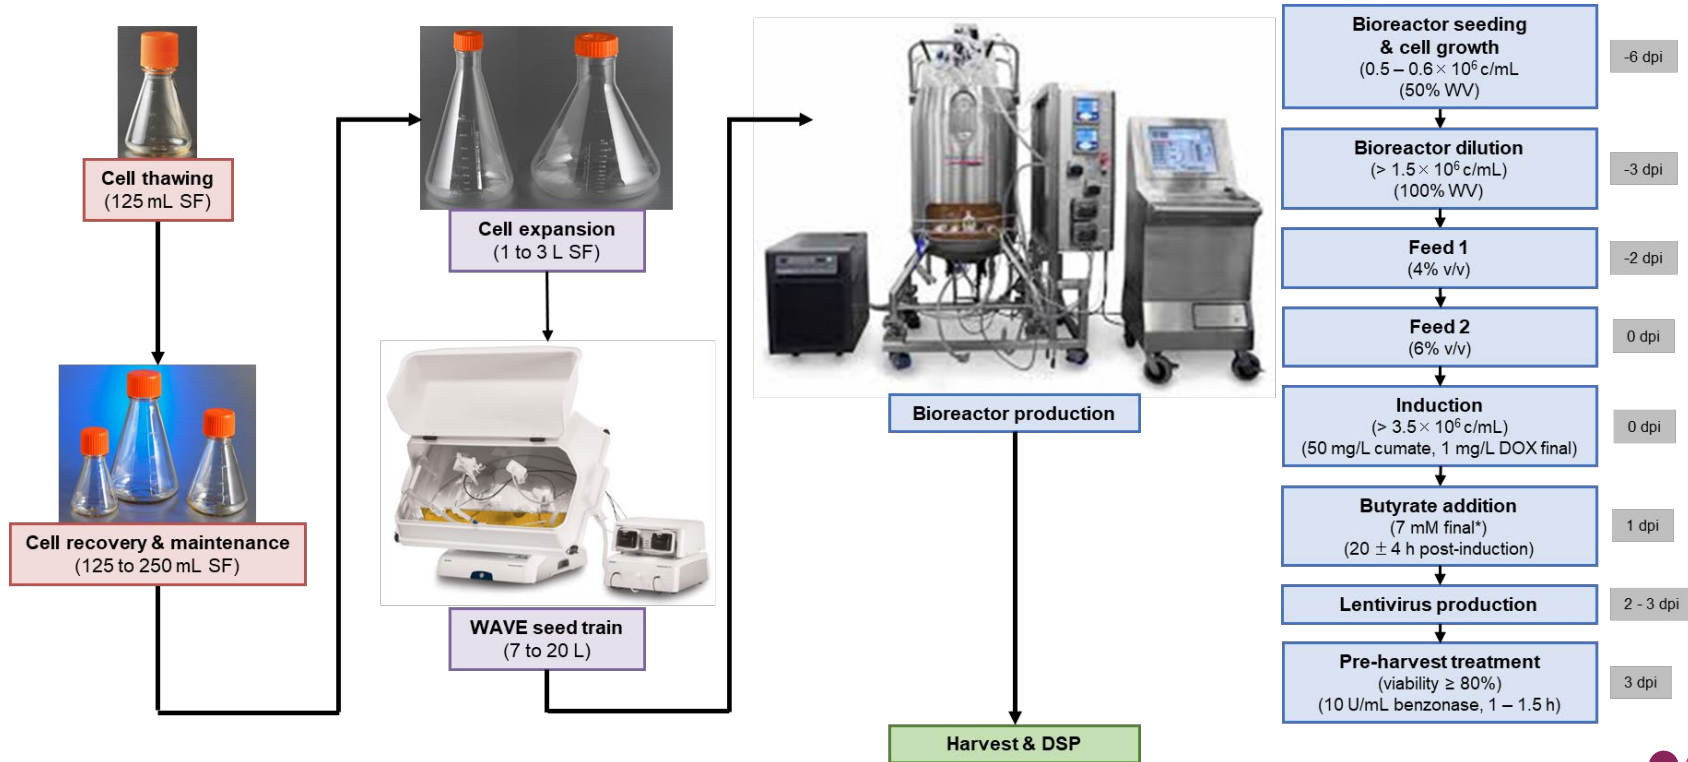 Cell thawing
(125 mL SF)
Cell recovery & maintenance
(125 to 250 mL SF)
Cell expansion
(1 to 3 L SF)
WAVE seed train
(7 to 20 L)
Bioreactor production
Harvest & DSP
Bioreactor seeding
& cell growth
(0.5 – 0.6 × 10⁶ c/mL
(50% WV)
-6 dpi
Bioreactor dilution
(> 1.5 × 10⁶ c/mL)
(100% WV)
-3 dpi
Feed 1
(4% v/v)
-2 dpi
Feed 2
(6% v/v)
0 dpi
Induction
(> 3.5 × 10⁶ c/mL)
(50 mg/L cumate, 1 mg/L DOX final)
0 dpi
Butyrate addition
(7 mM final*)
(20 ± 4 h post-induction)
1 dpi
Lentivirus production
2 - 3 dpi
Pre-harvest treatment
(viability ≥ 80%)
(10 U/mL benzonase, 1 – 1.5 h)
3 dpi